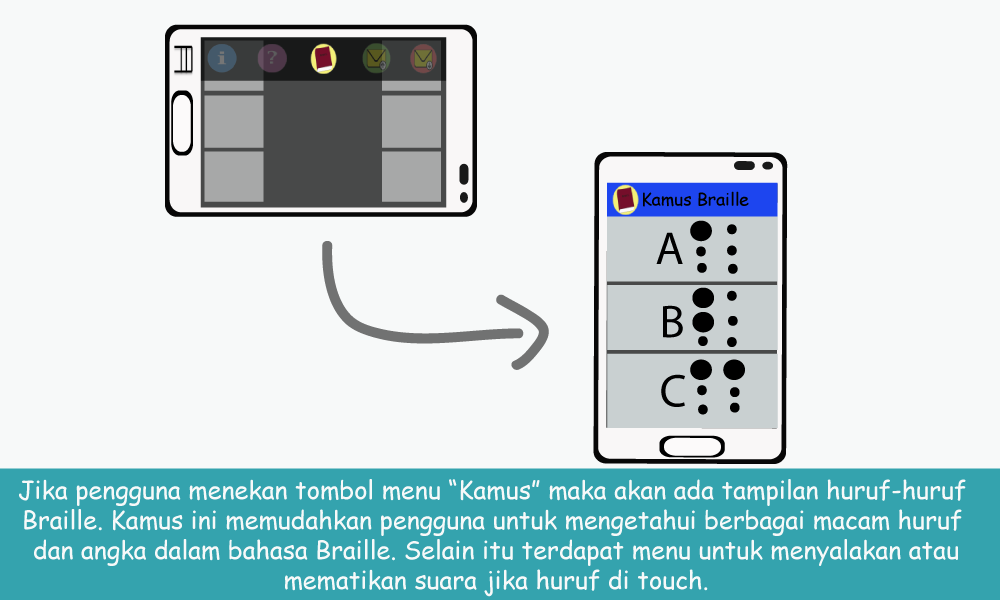 i ?
Kamus Braille
A
B
C
Jika pengguna menekan tombol menu “Kamus” maka akan ada tampilan huruf-huruf
Braille. Kamus ini memudahkan pengguna untuk mengetahui berbagai macam huruf
dan angka dalam bahasa Braille. Selain itu terdapat menu untuk menyalakan atau
mematikan suara jika huruf di touch.